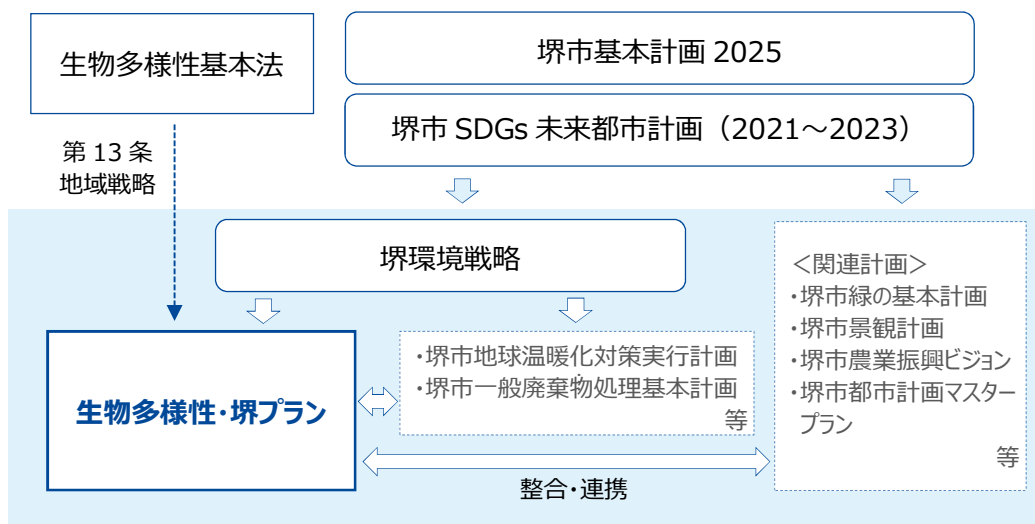 生物多様性基本法
堺市基本計画 2025
堺市 SDGs 未来都市計画（2021～2023）
第 13 条
地域戦略
堺環境戦略
＜関連計画＞
・堺市緑の基本計画
・堺市景観計画
・堺市農業振興ビジョン
・堺市都市計画マスター
プラン
等
・堺市地球温暖化対策実行計画
・堺市一般廃棄物処理基本計画
等
生物多様性・堺プラン
整合・連携